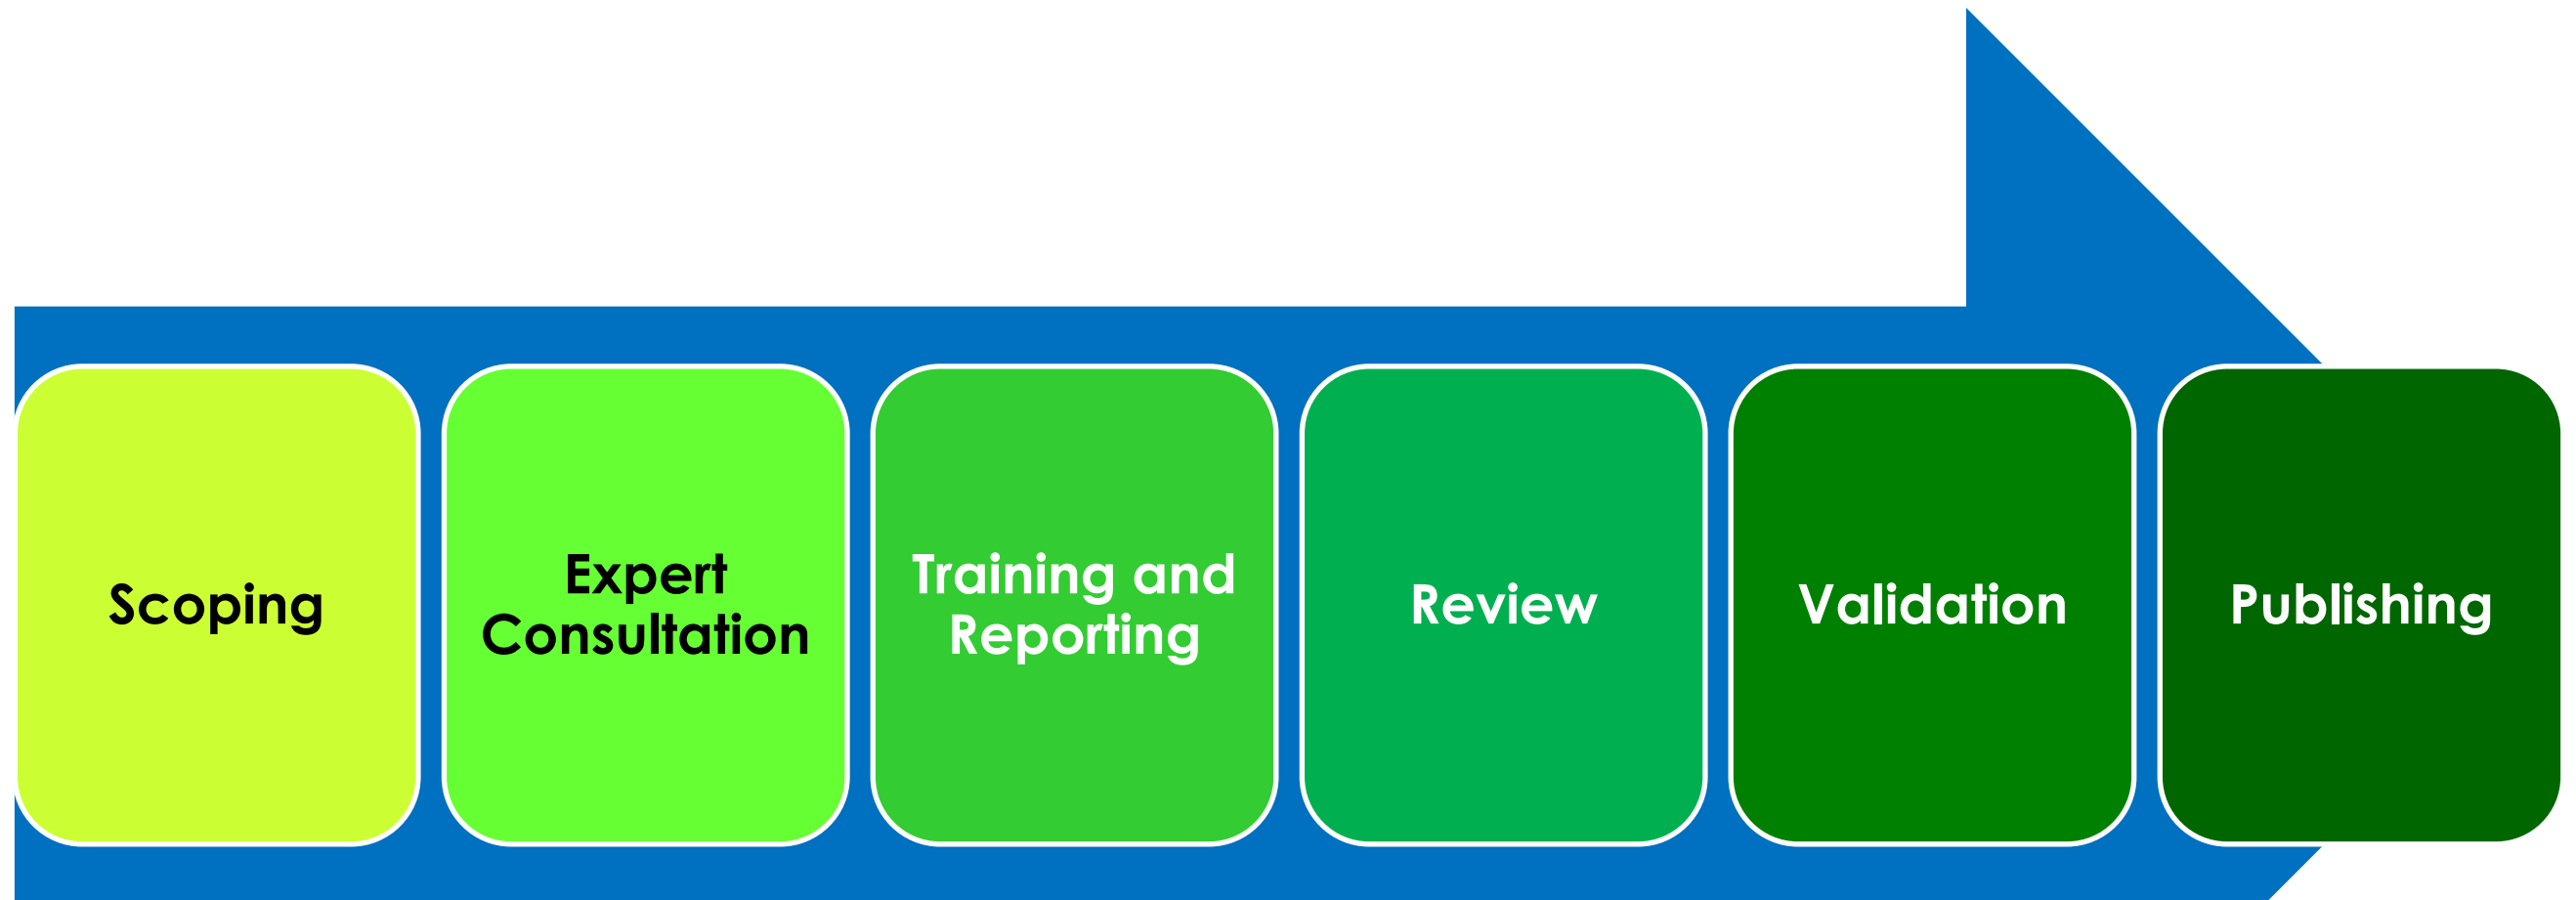 Scoping
Expert
Consultation
Training and
Reporting
Review
Validation
Publishing